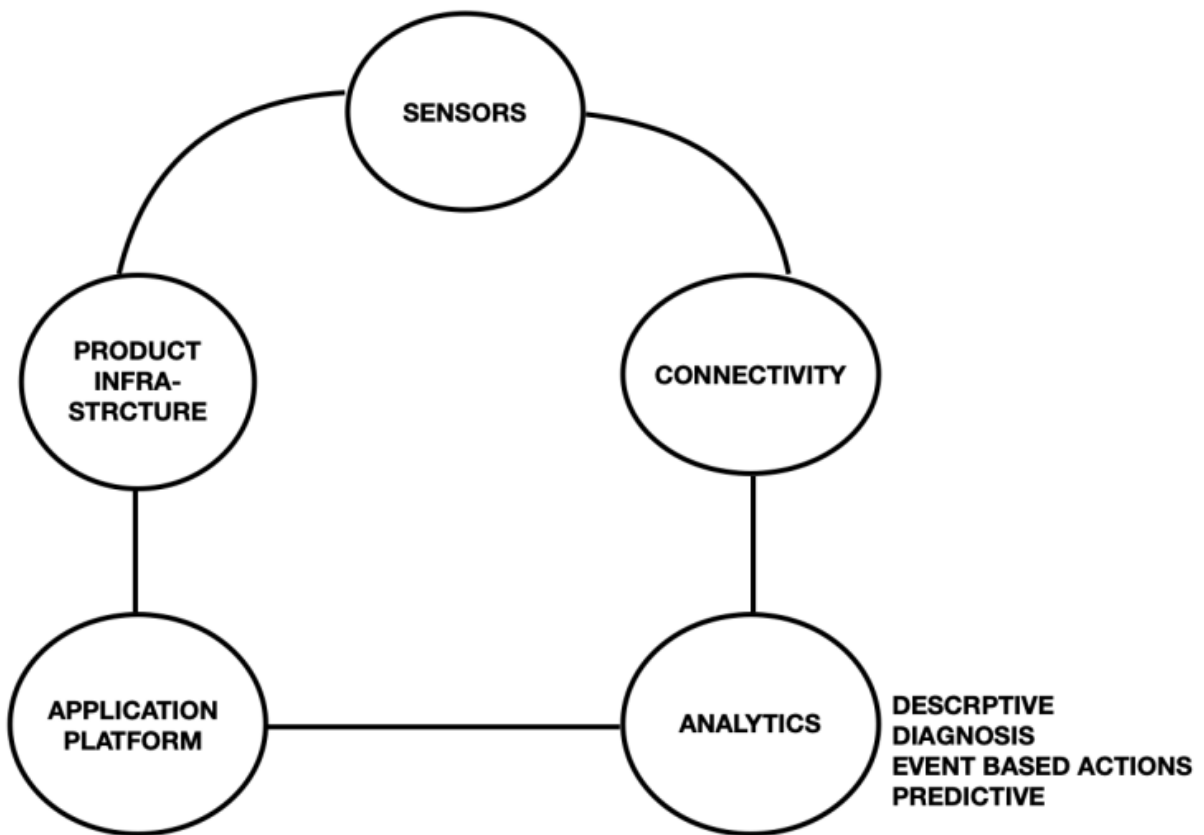 SENSORS
PRODUCT
INFRA-
STRCTURE
CONNECTIVITY
APPLICATION
PLATFORM
ANALYTICS
DESCRPTIVE
DIAGNOSIS
EVENT BASED ACTIONS
PREDICTIVE